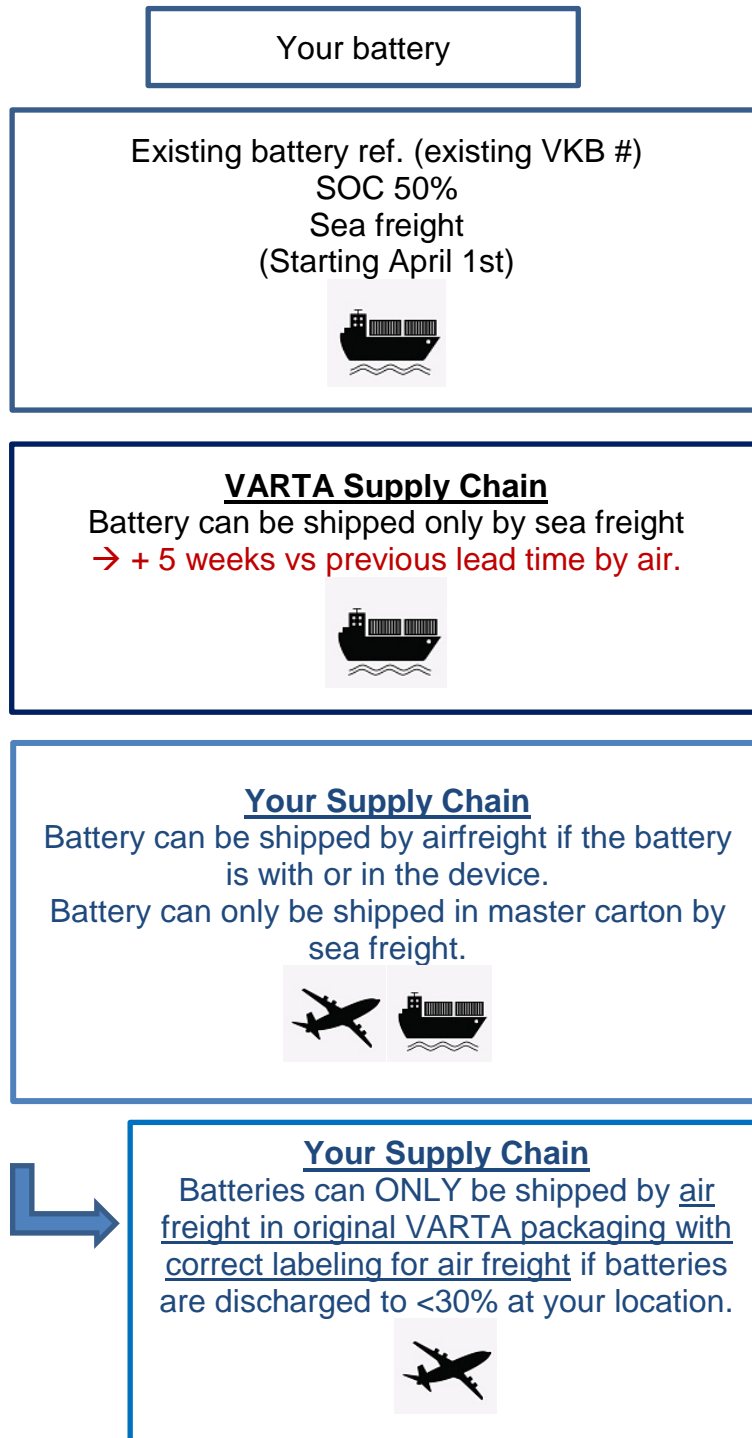 Your battery
Existing battery ref. (existing VKB #)
SOC 50%
Sea freight
(Starting April 1st)
VARTA Supply Chain
Battery can be shipped only by sea freight
→ + 5 weeks vs previous lead time by air.
Your Supply Chain
Battery can be shipped by airfreight if the battery
is with or in the device.
Battery can only be shipped in master carton by
sea freight.
Your Supply Chain
Batteries can ONLY be shipped by air
freight in original VARTA packaging with
correct labeling for air freight if batteries
are discharged to <30% at your location.